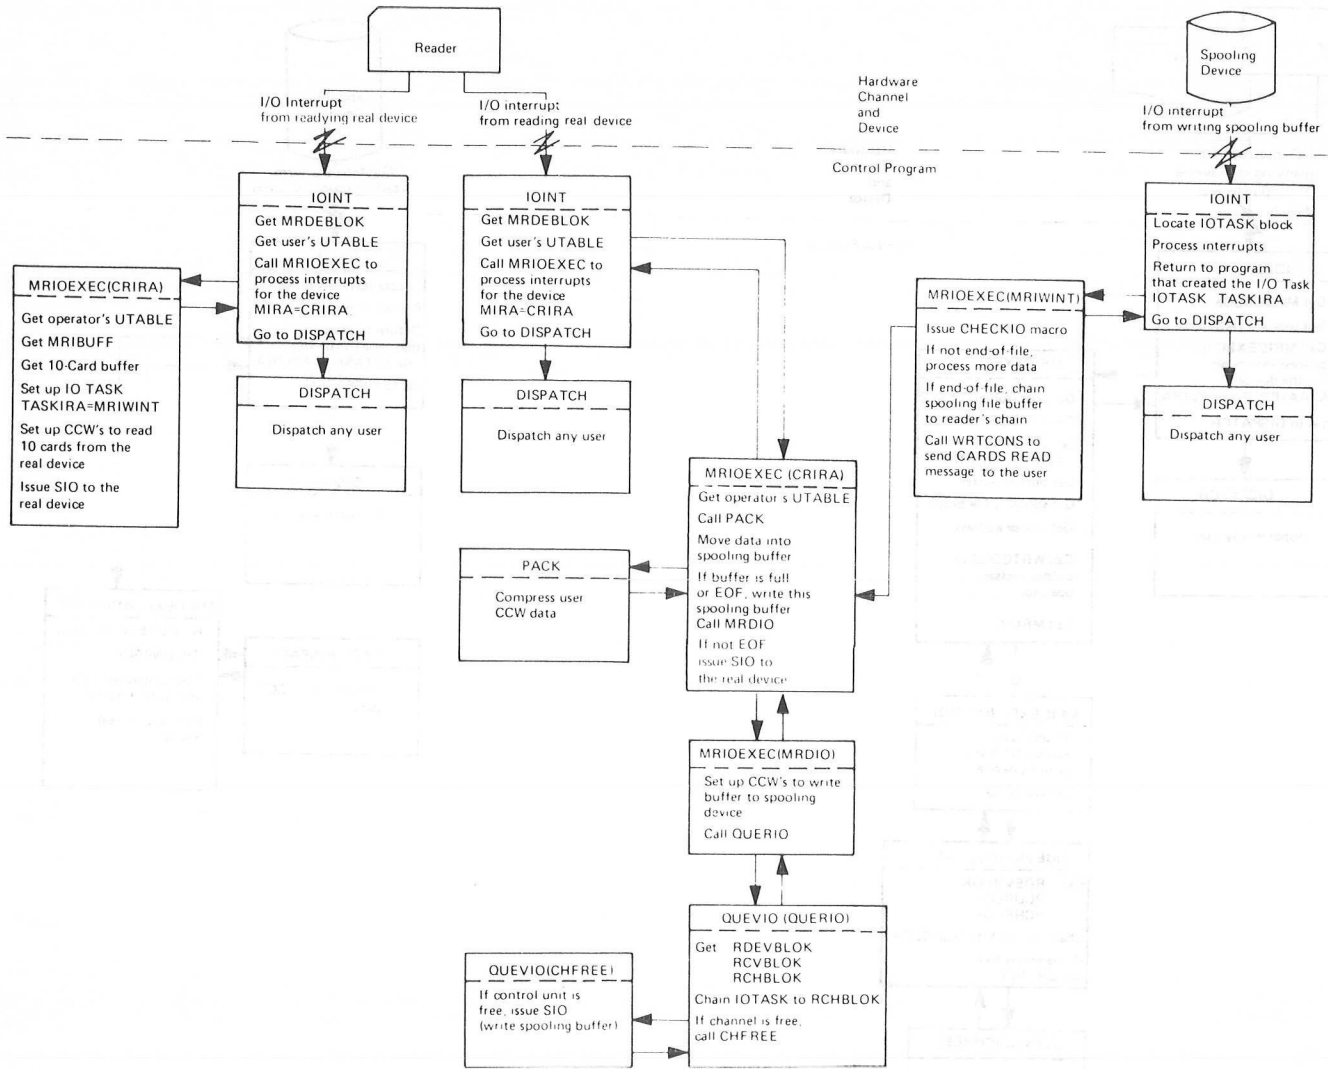 Reader
Spooling
Device
Hardware
Channel
and
Device
I/O Interrupt
from readying real device
I/O interrupt
from reading real device
I/O interrupt
from writing spooling buffer
Control Program
IOINT
Get MRDEBLOK
Get user's UTABLE
Call MRIOEXEC to
process interrupts
for the device
MIRA=CRIRA
Go to DISPATCH
IOINT
Get MRDEBLOK
Get user's UTABLE
Call MRIOEXEC to
process interrupts
for the device
MIRA=CRIRA
Go to DISPATCH
IOINT
Locate IOTASK block
Process interrupts
Return to program
that created the I/O Task
IOTASK TASKIRA
Go to DISPATCH
MRIOEXEC(CRIRA)
Get operator's UTABLE
Get MRIBUFF
Get 10-Card buffer
Set up IO TASK
TASKIRA=MRIWINT
Set up CCW's to read
10 cards from the
real device
Issue SIO to the
real device
DISPATCH
Dispatch any user
DISPATCH
Dispatch any user
MRIOEXEC(MRIWINT)
Issue CHECKIO macro
If not end-of-file,
process more data
If end-of-file, chain
spooling file buffer
to reader's chain
Call WRTCONS to
send CARDS READ
message to the user
DISPATCH
Dispatch any user
MRIOEXEC (CRIRA)
Get operator s UTABLE
Call PACK
Move data into
spooling buffer
If buffer is full
or EOF, write this
spooling buffer
Call MRDIO
If not EOF
issue SIO to
the real device
PACK
Compress user
CCW data
MRIOEXEC(MRDIO)
Set up CCW's to write
buffer to spooling
device
Call QUERIO
QUEVIO (QUERIO)
Get RDEVBLOK
RCVBLOK
RCHBLOK
Chain IOTASK to RCHBLOK
If channel is free,
call CHFREE
QUEVIO(CHFREE)
If control unit is
free, issue SIO
(write spooling buffer)